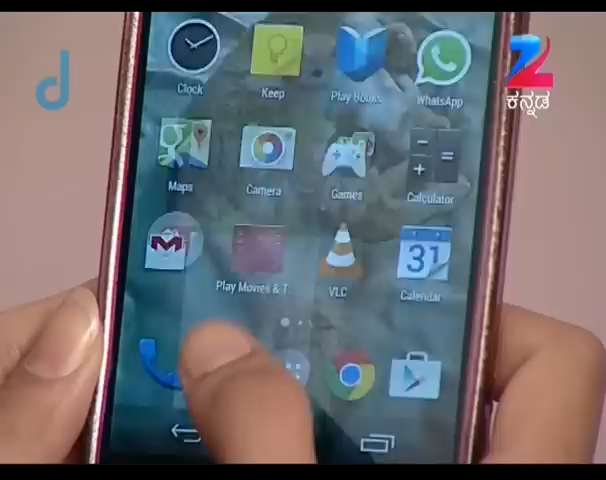 Clock Keep Play Books WhatsApp
ಕನ್ನಡ
Maps Camera Games Calculator
Play Movies & T VLC 31 Calendar